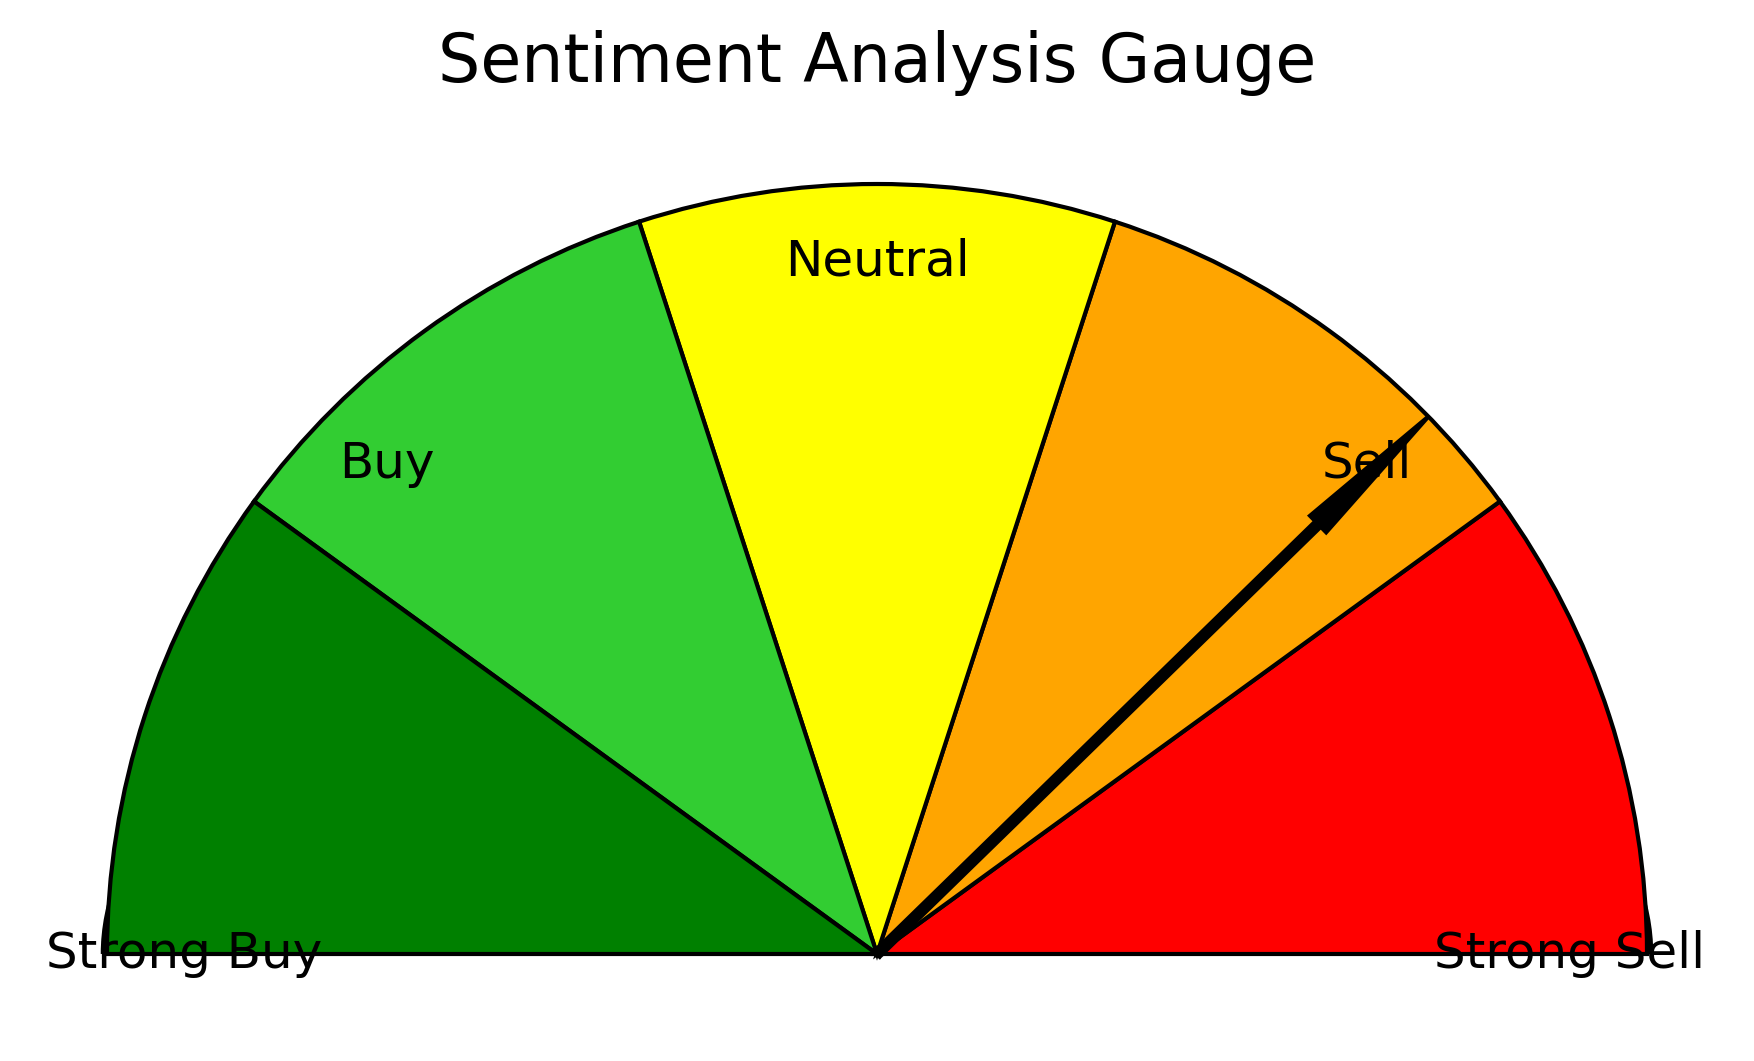 Sentiment Analysis Gauge
Neutral
Buy
Sell
Strong Buy
Strong Sell